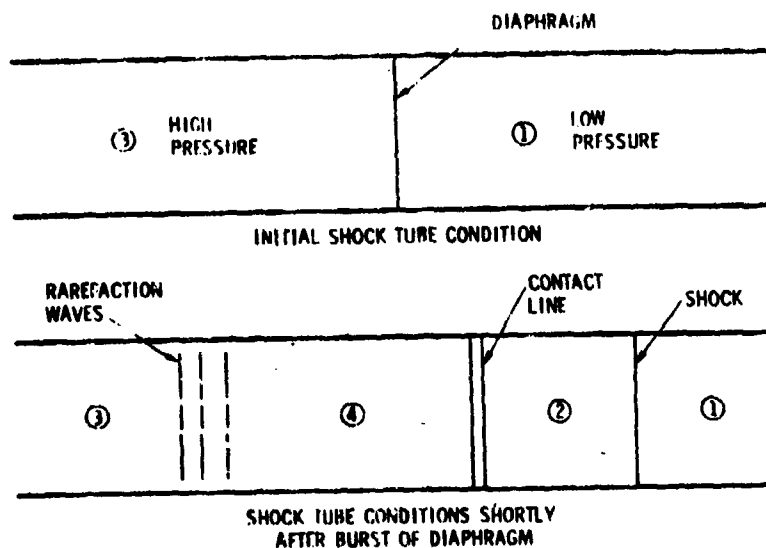 DIAPHRAGM
③ HIGH PRESSURE
① LOW PRESSURE
INITIAL SHOCK TUBE CONDITION
RAREFACTION WAVES
CONTACT LINE
SHOCK
③
④
②
①
SHOCK TUBE CONDITIONS SHORTLY
AFTER BURST OF DIAPHRAGM